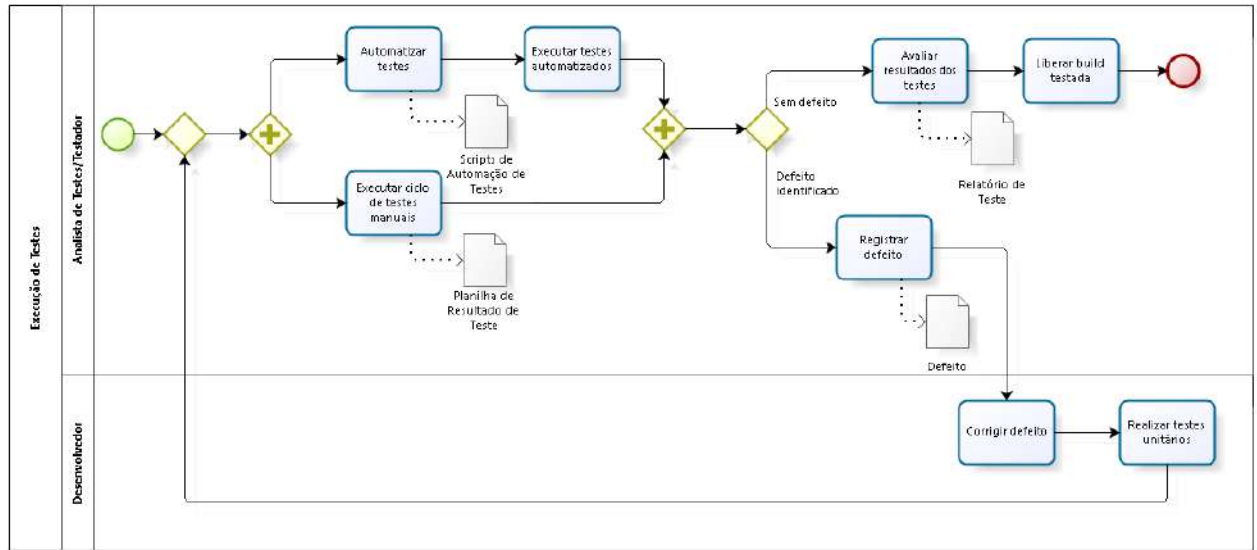 Execução de Testes
Analista de Testes/Testador
Automatizar
testes
Executar testes
automatizados
Scripts de
Automação de
Testes
Executar ciclo
de testes
manuais
Planilha de
Resultado de
Teste
Sem defeito
Defeito
identificado
Avaliar
resultados dos
testes
Liberar build
testada
Relatório de
Teste
Registrar
defeito
Defeito
Desenvolvedor
Corrigir defeito
Realizar testes
unitários